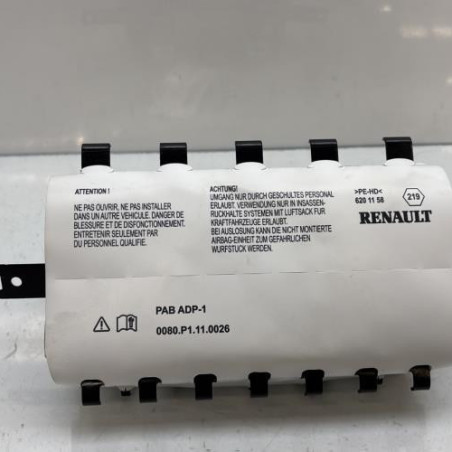 ATTENTION !
NE PAS OUVRIR, NE PAS INSTALLER
DANS UN AUTRE VÉHICULE. DANGER DE
BLESSURE ET DE DYSFONCTIONNEMENT.
ENTRETENIR SEULEMENT PAR
DU PERSONNEL QUALIFIE.
ACHTUNG!
UMGANG NUR DURCH GESCHULTES PERSONAL
ERLAUBT. VERWENDUNG NUR IN INSASSEN-
RÜCKHALTE SYSTEMEN MIT LUFTSACK FUR
KRAFTFAHRZEUGE ERLAUBT.
BEI AUSLOSUNG KANN DIE NICHT MONTIERTE
AIRBAG-EINHEIT ZUM GEFAHRLICHEN
WURFSTUCK WERDEN.
>PE-HD<
620 11 56
219
RENAULT
PAB ADP-1
0080.P1.11.0026